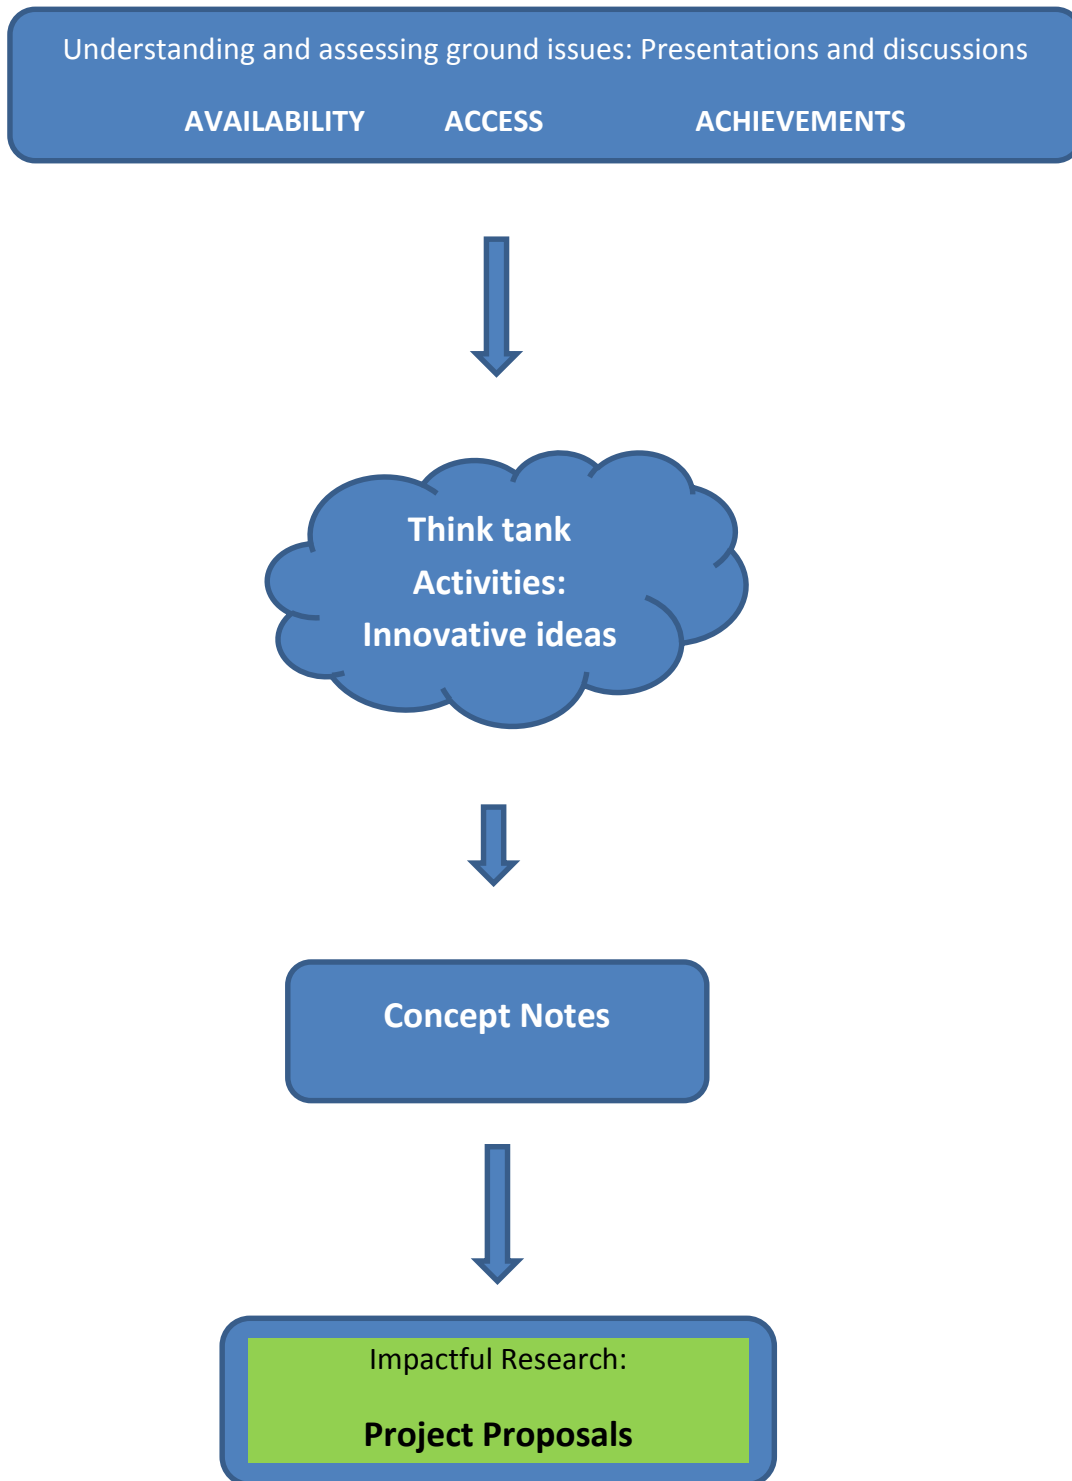 Understanding and assessing ground issues: Presentations and discussions
AVAILABILITY ACCESS ACHIEVEMENTS
Think tank
Activities:
Innovative ideas
Concept Notes
Impactful Research:
Project Proposals